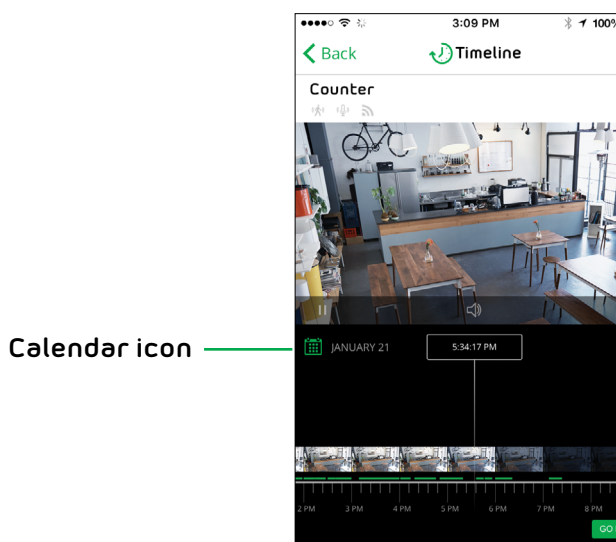 3:09 PM
100%
Back
Timeline
Counter
Calendar icon
JANUARY 21
5:34:17 PM
2 PM 3 PM 4 PM 5 PM 6 PM 7 PM 8 PM
GO